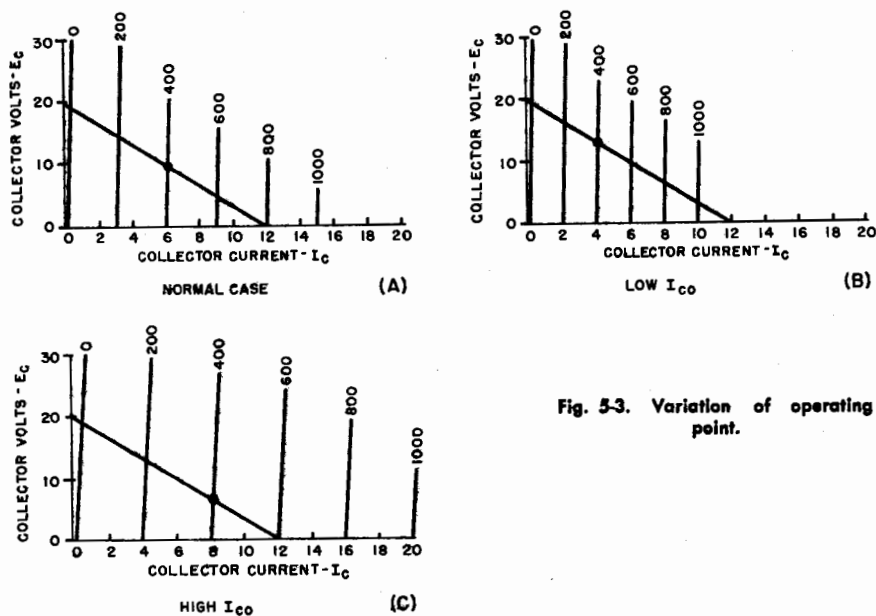 COLLECTOR VOLTS-EC
30
20
10
0
0
200
400
600
800
1000
0 2 4 6 8 10 12 14 16 18 20
COLLECTOR CURRENT-IC
NORMAL CASE
(A)
COLLECTOR VOLTS-EC
30
20
10
0
0
200
400
600
800
1000
0 2 4 6 8 10 12 14 16 18 20
COLLECTOR CURRENT-IC
LOW ICO
(B)
COLLECTOR VOLTS-EC
30
20
10
0
0
200
400
600
800
1000
0 2 4 6 8 10 12 14 16 18 20
COLLECTOR CURRENT-IC
HIGH ICO
(C)
Fig. 5-3. Variation of operating
point.